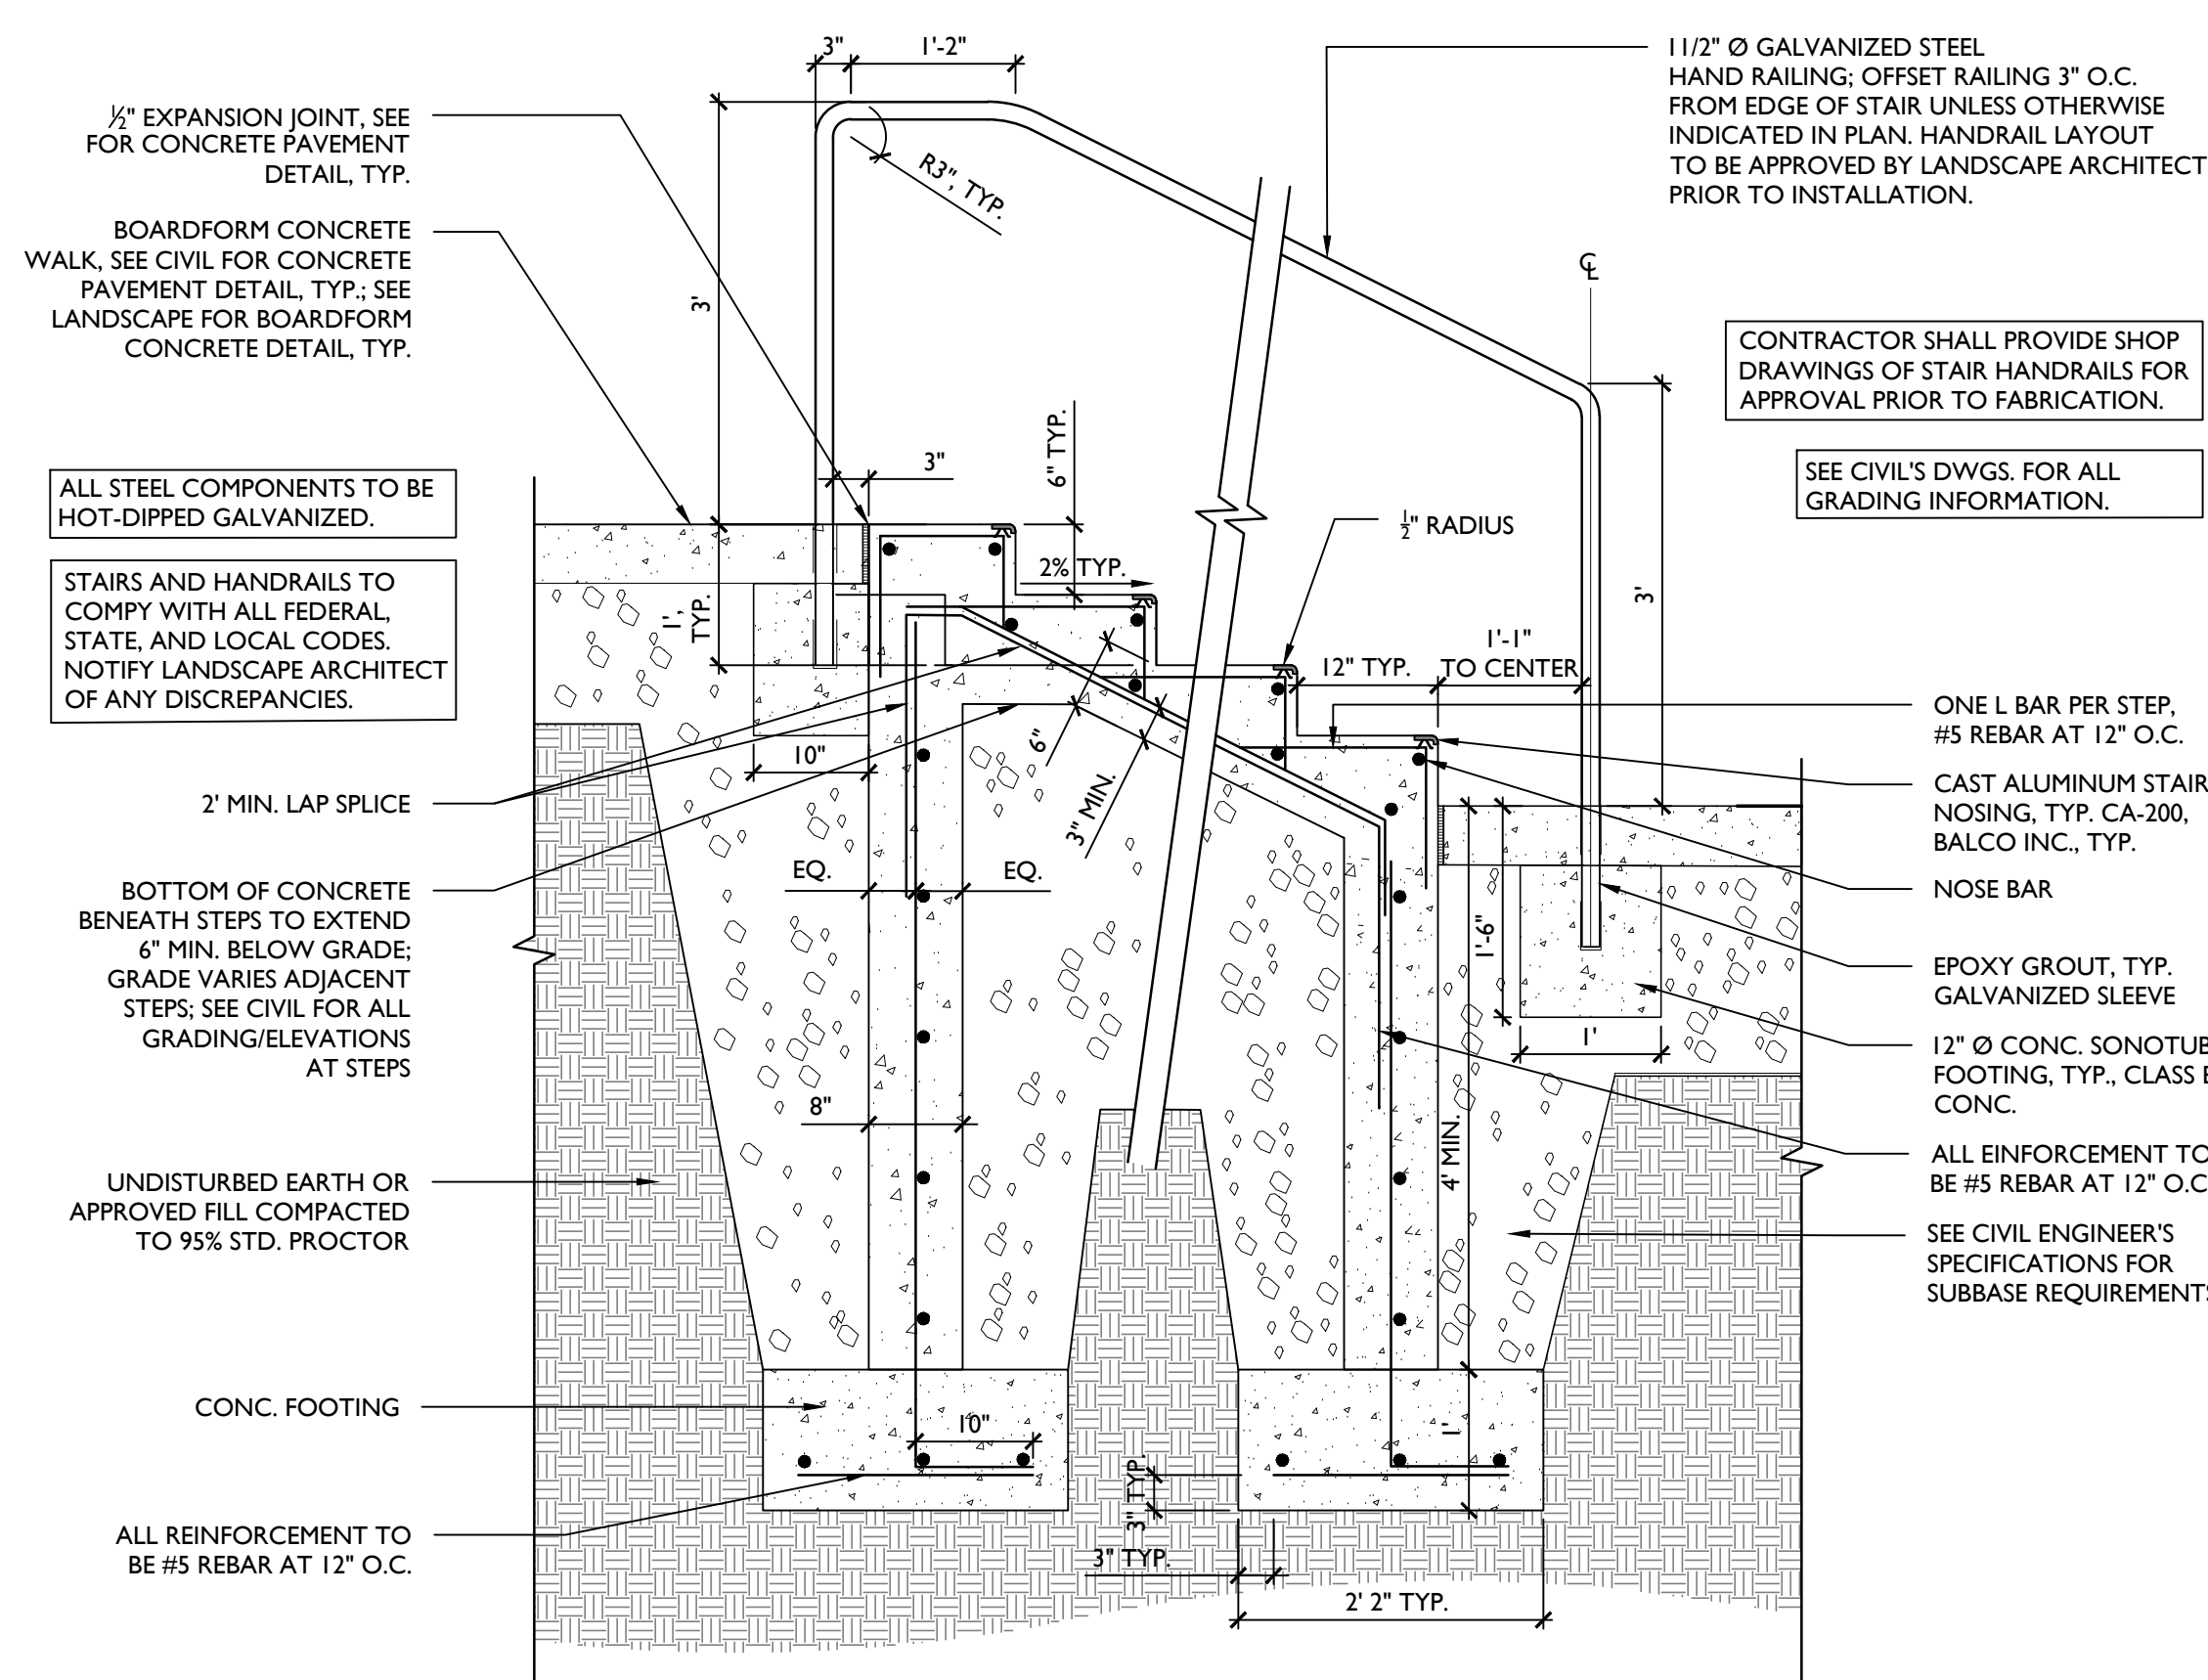 3"
1'-2"
½" EXPANSION JOINT, SEE
FOR CONCRETE PAVEMENT
DETAIL, TYP.
BOARDFORM CONCRETE
WALK, SEE CIVIL FOR CONCRETE
PAVEMENT DETAIL, TYP.; SEE
LANDSCAPE FOR BOARDFORM
CONCRETE DETAIL, TYP.
ALL STEEL COMPONENTS TO BE
HOT-DIPPED GALVANIZED.
STAIRS AND HANDRAILS TO
COMPY WITH ALL FEDERAL,
STATE, AND LOCAL CODES.
NOTIFY LANDSCAPE ARCHITECT
OF ANY DISCREPANCIES.
2' MIN. LAP SPLICE
BOTTOM OF CONCRETE
BENEATH STEPS TO EXTEND
6" MIN. BELOW GRADE;
GRADE VARIES ADJACENT
STEPS; SEE CIVIL FOR ALL
GRADING/ELEVATIONS
AT STEPS
UNDISTURBED EARTH OR
APPROVED FILL COMPACTED
TO 95% STD. PROCTOR
CONC. FOOTING
ALL REINFORCEMENT TO
BE #5 REBAR AT 12" O.C.
R3", TYP.
3'
3"
6" TYP.
2% TYP.
1',
TYP.
10"
6"
3" MIN.
EQ.
EQ.
8"
10"
3" TYP.
3" TYP.
2' 2" TYP.
1'
4' MIN.
1'-6"
1'
12" TYP.
1'-1"
TO CENTER
3'
½" RADIUS
℄
11/2" Ø GALVANIZED STEEL
HAND RAILING; OFFSET RAILING 3" O.C.
FROM EDGE OF STAIR UNLESS OTHERWISE
INDICATED IN PLAN. HANDRAIL LAYOUT
TO BE APPROVED BY LANDSCAPE ARCHITECT
PRIOR TO INSTALLATION.
CONTRACTOR SHALL PROVIDE SHOP
DRAWINGS OF STAIR HANDRAILS FOR
APPROVAL PRIOR TO FABRICATION.
SEE CIVIL'S DWGS. FOR ALL
GRADING INFORMATION.
ONE L BAR PER STEP,
#5 REBAR AT 12" O.C.
CAST ALUMINUM STAIR
NOSING, TYP. CA-200,
BALCO INC., TYP.
NOSE BAR
EPOXY GROUT, TYP.
GALVANIZED SLEEVE
12" Ø CONC. SONOTUB
FOOTING, TYP., CLASS
CONC.
ALL EINFORCEMENT TO
BE #5 REBAR AT 12" O.C
SEE CIVIL ENGINEER'S
SPECIFICATIONS FOR
SUBBASE REQUIREMENTS